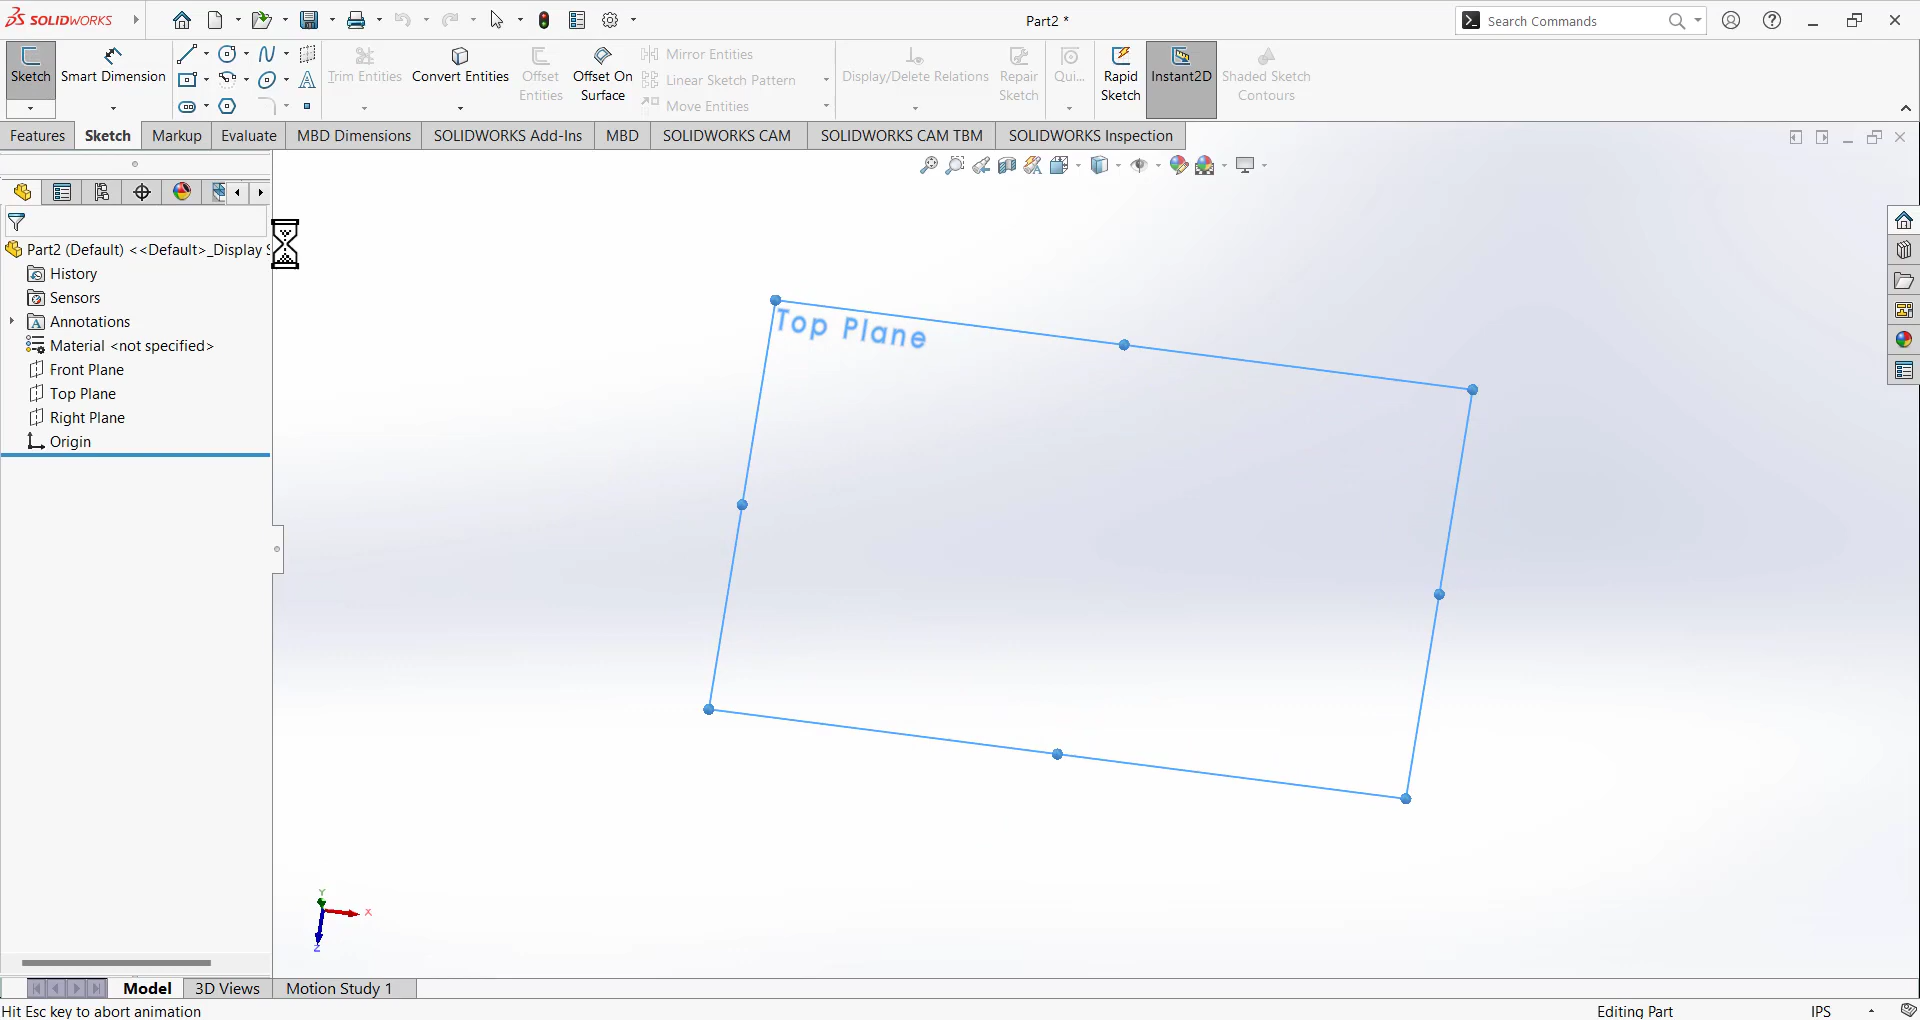 SOLIDWORKS
Part2 *
Search Commands
Sketch
Smart Dimension
Trim Entities
Convert Entities
Offset Entities
Offset On Surface
Mirror Entities
Linear Sketch Pattern
Move Entities
Display/Delete Relations
Repair Sketch
Qui...
Rapid Sketch
Instant2D
Shaded Sketch Contours
Features
Sketch
Markup
Evaluate
MBD Dimensions
SOLIDWORKS Add-Ins
MBD
SOLIDWORKS CAM
SOLIDWORKS CAM TBM
SOLIDWORKS Inspection
Part2 (Default) <<Default>_Display S
History
Sensors
Annotations
Material <not specified>
Front Plane
Top Plane
Right Plane
Origin
Top Plane
Y
X
Z
Model
3D Views
Motion Study 1
Hit Esc key to abort animation
Editing Part
IPS